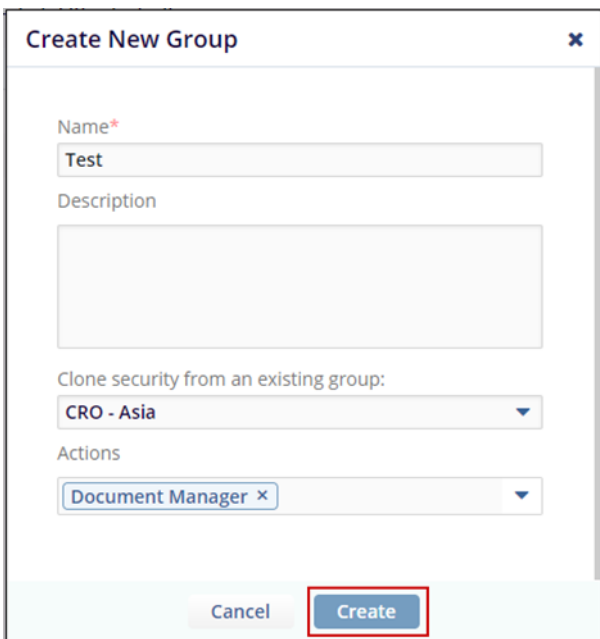 Create New Group
Name*
Test
Description
Clone security from an existing group:
CRO - Asia
Actions
Document Manager ×
Cancel
Create